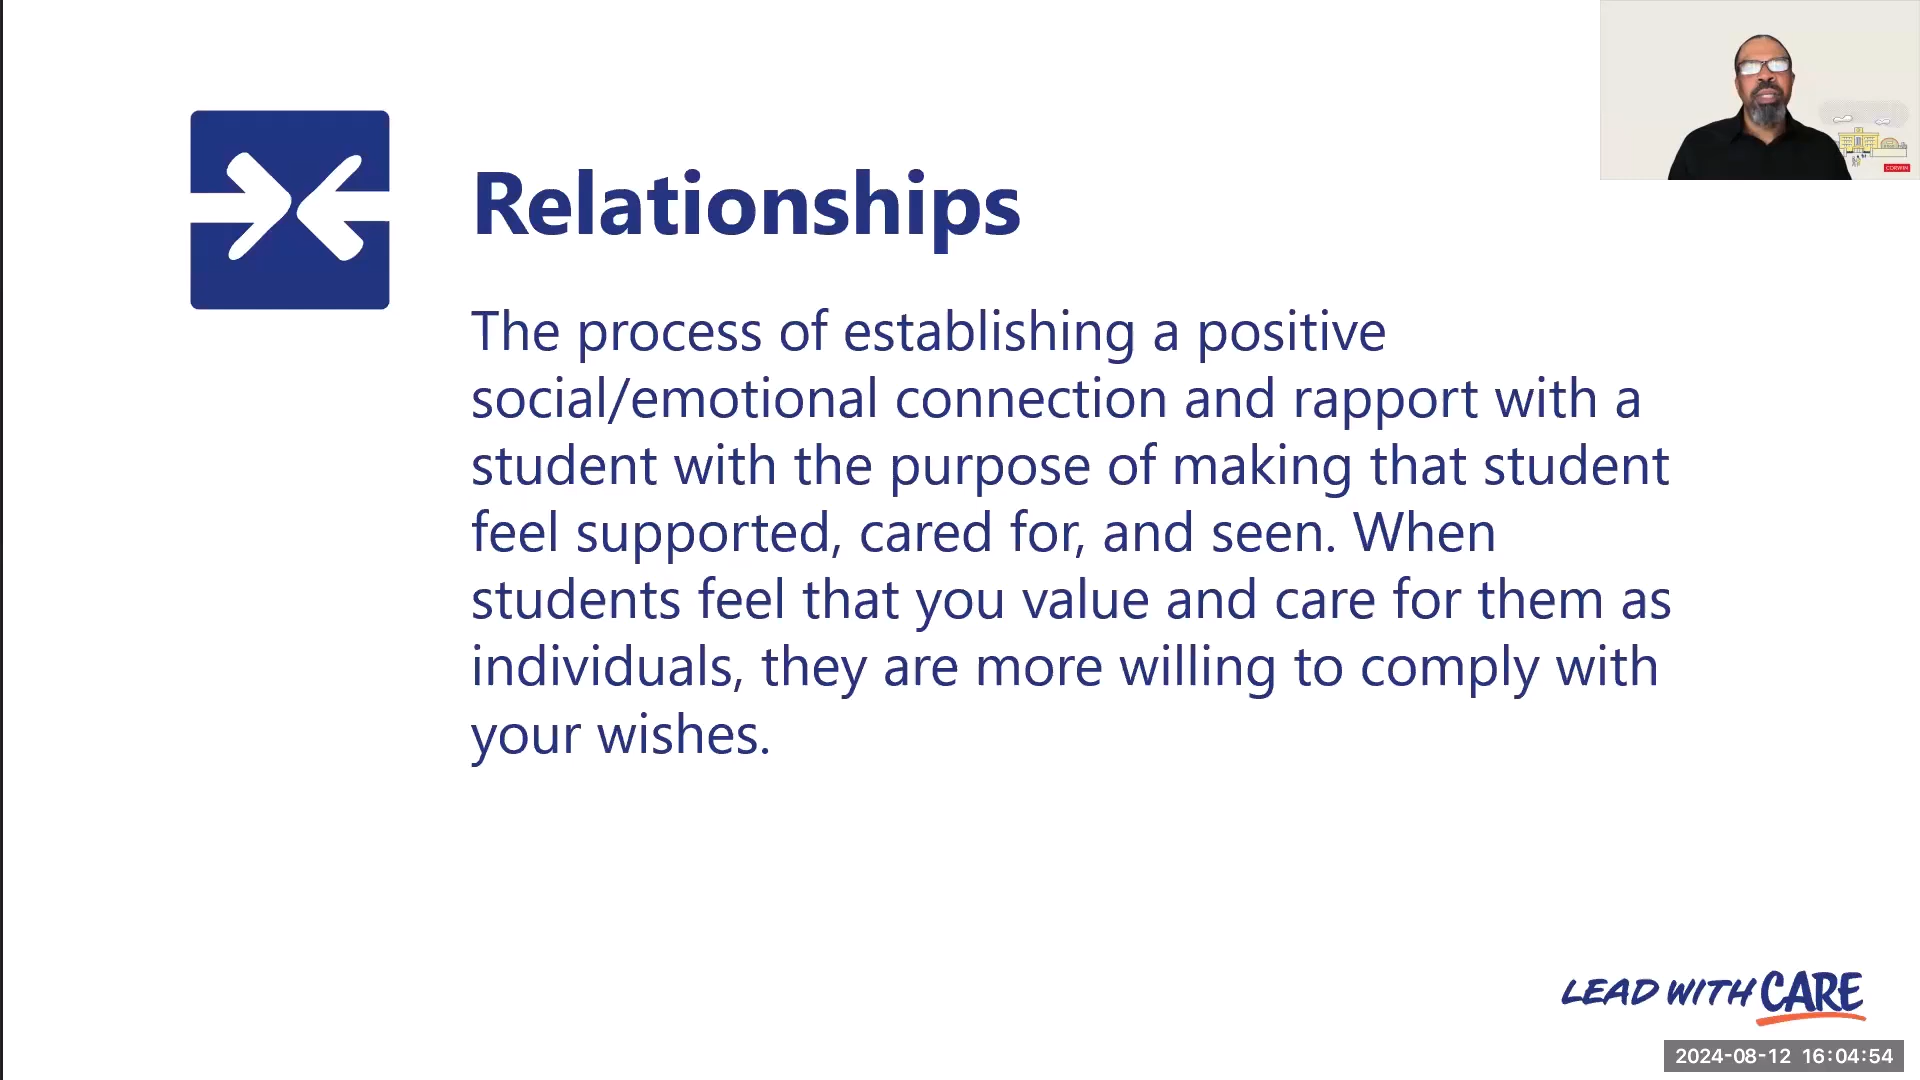 CORWIN
Relationships
The process of establishing a positive
social/emotional connection and rapport with a
student with the purpose of making that student
feel supported, cared for, and seen. When
students feel that you value and care for them as
individuals, they are more willing to comply with
your wishes.
LEAD WITH CARE
2024-08-12 16:04:54